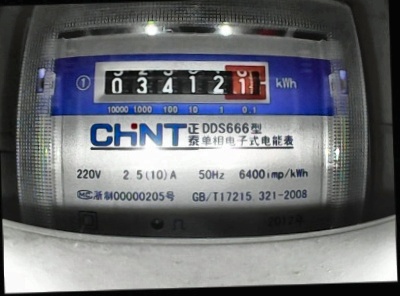 ① 034121 kWh
10000 1000 100 10 1 0.1
CHNT 正泰 DDS666型
单相电子式电能表
220V 2.5(10)A 50Hz 6400imp/kWh
MC 浙制00000205号 GB/T17215.321-2008